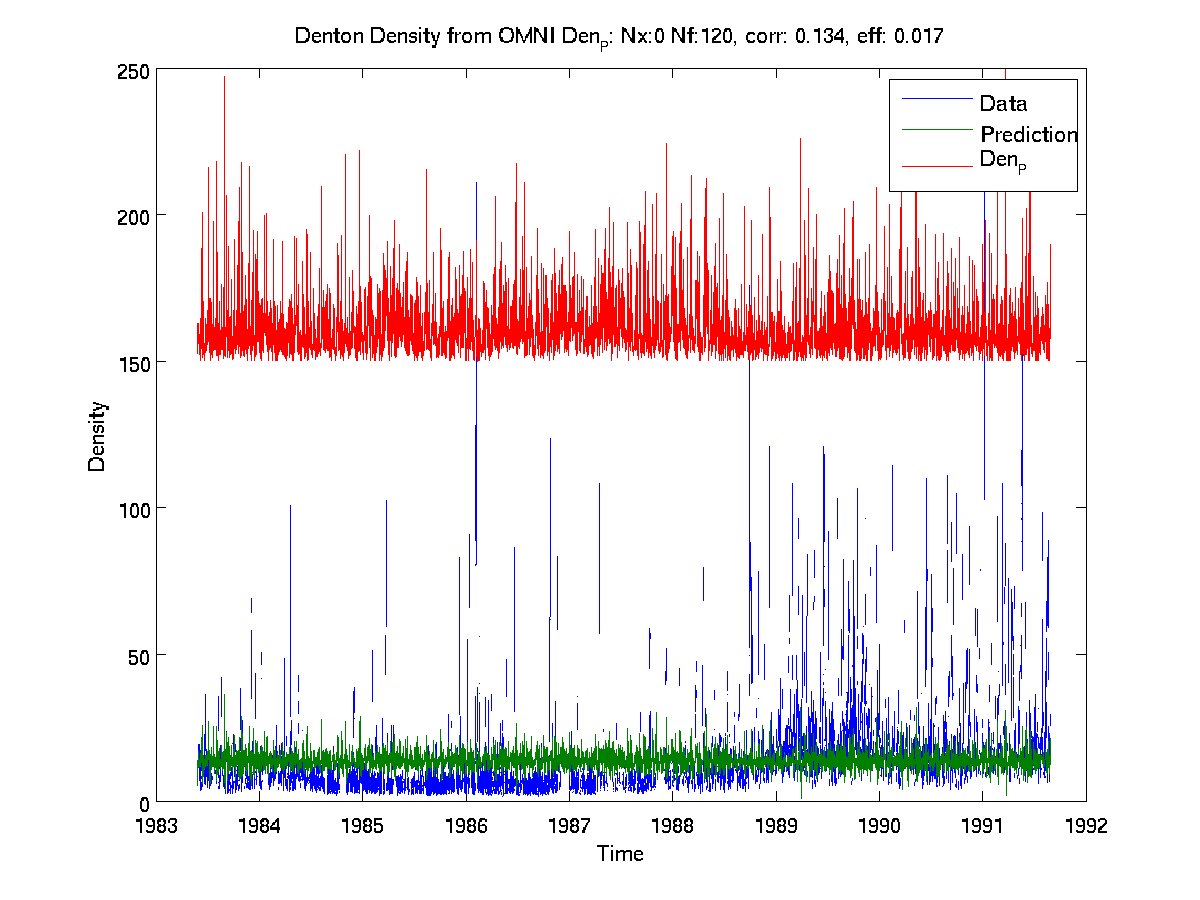 Denton Density from OMNI Den_P: Nx:0 Nf:120, corr: 0.134, eff: 0.017
250
200
150
100
50
0
Density
Data
Prediction
Den_P
1983 1984 1985 1986 1987 1988 1989 1990 1991 1992
Time